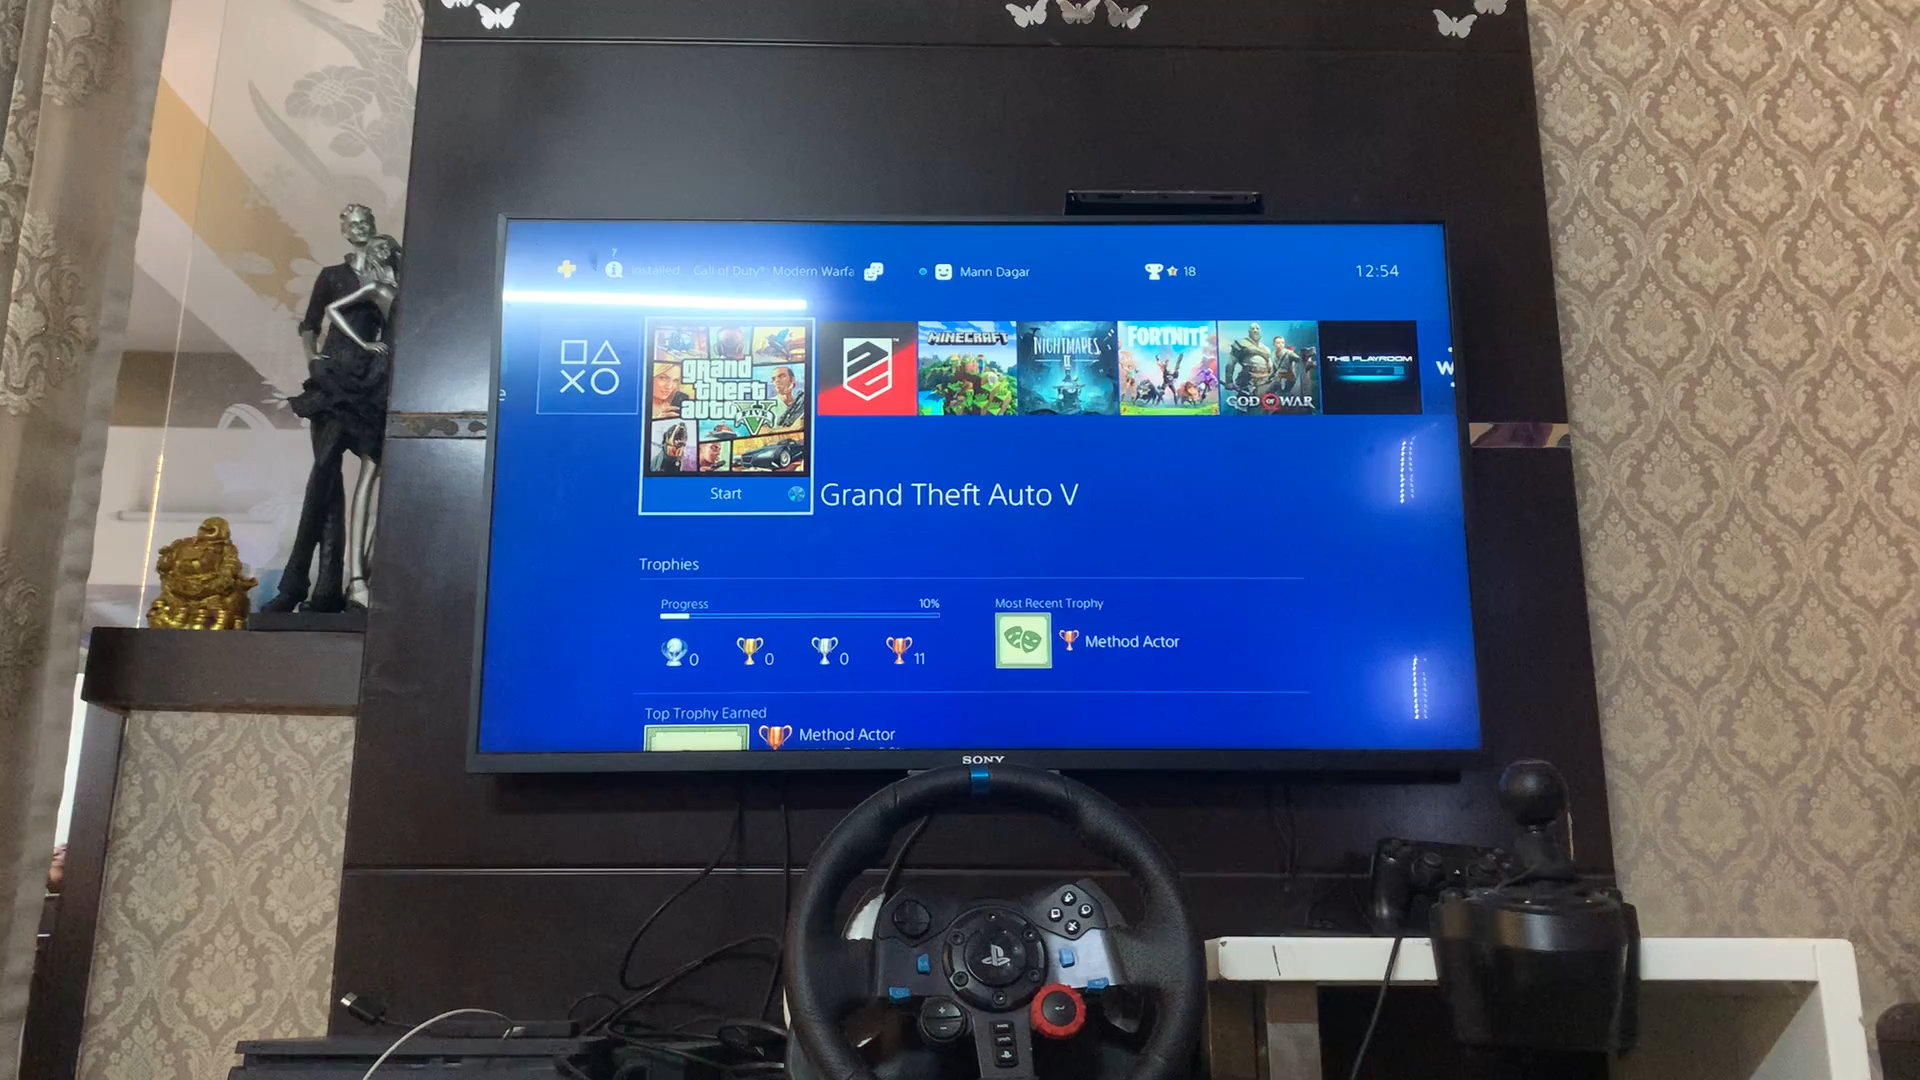 7
Installed. Call of Duty®: Modern Warfa
Mann Dagar
18
12:54
grand
theft
auto V
FIVE
MINECRAFT
NIGHTMARES
II
FORTNITE
GOD OF WAR
THE PLAYROOM
W
Start
Grand Theft Auto V
Trophies
Progress
10%
Most Recent Trophy
0
0
0
11
Method Actor
Top Trophy Earned
Method Actor
SONY